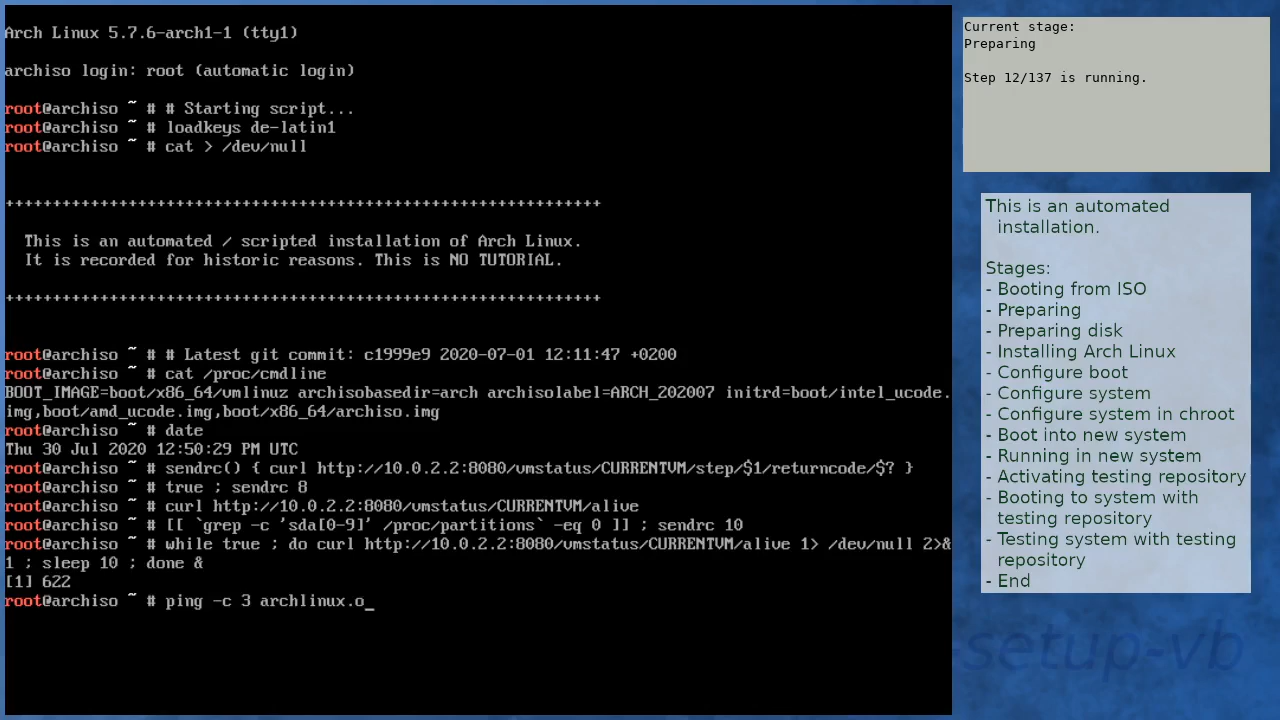 Arch Linux 5.7.6-arch1-1 (tty1)
archiso login: root (automatic login)
root@archiso ~ # # Starting script...
root@archiso ~ # loadkeys de-latin1
root@archiso ~ # cat > /dev/null
+++++++++++++++++++++++++++++++++++++++++++++++++++++++++++++++
This is an automated / scripted installation of Arch Linux.
It is recorded for historic reasons. This is NO TUTORIAL.
+++++++++++++++++++++++++++++++++++++++++++++++++++++++++++++++
root@archiso ~ # # Latest git commit: c1999e9 2020-07-01 12:11:47 +0200
root@archiso ~ # cat /proc/cmdline
BOOT_IMAGE=boot/x86_64/vmlinuz archisobasedir=arch archisolabel=ARCH_202007 initrd=boot/intel_ucode.
img,boot/amd_ucode.img,boot/x86_64/archiso.img
root@archiso ~ # date
Thu 30 Jul 2020 12:50:29 PM UTC
root@archiso ~ # sendrc() { curl http://10.0.2.2:8080/vmstatus/CURRENTVM/step/$1/returncode/$? }
root@archiso ~ # true ; sendrc 8
root@archiso ~ # curl http://10.0.2.2:8080/vmstatus/CURRENTVM/alive
root@archiso ~ # [[ `grep -c 'sda[0-9]' /proc/partitions` -eq 0 ]] ; sendrc 10
root@archiso ~ # while true ; do curl http://10.0.2.2:8080/vmstatus/CURRENTVM/alive 1> /dev/null 2>&
1 ; sleep 10 ; done &
[1] 622
root@archiso ~ # ping -c 3 archlinux.o_
Current stage:
Preparing
Step 12/137 is running.
This is an automated
installation.
Stages:
- Booting from ISO
- Preparing
- Preparing disk
- Installing Arch Linux
- Configure boot
- Configure system
- Configure system in chroot
- Boot into new system
- Running in new system
- Activating testing repository
- Booting to system with
testing repository
- Testing system with testing
repository
- End
-setup-vb